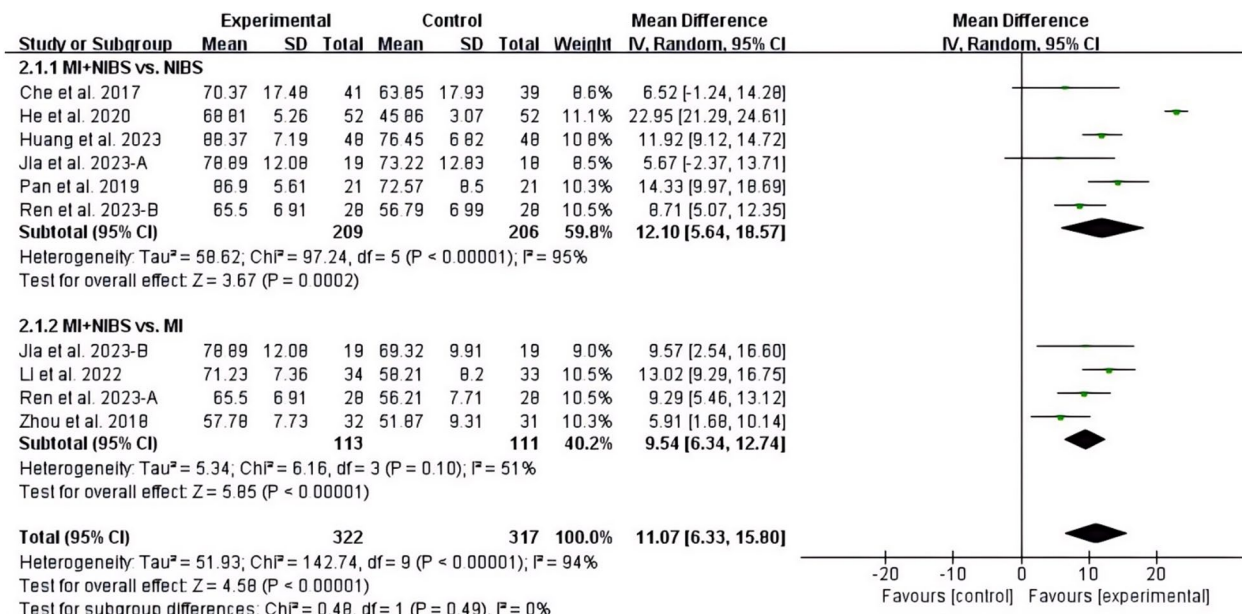 Experimental Control Mean Difference Mean Difference
Study or Subgroup Mean SD Total Mean SD Total Weight IV, Random, 95% CI IV, Random, 95% CI
2.1.1 MI+NIBS vs. NIBS
Che et al. 2017 70.37 17.48 41 63.85 17.93 39 8.6% 6.52 [-1.24, 14.28]
He et al. 2020 68.81 5.26 52 45.86 3.07 52 11.1% 22.95 [21.29, 24.61]
Huang et al. 2023 88.37 7.19 48 76.45 6.82 48 10.8% 11.92 [9.12, 14.72]
Jia et al. 2023-A 78.89 12.08 19 73.22 12.83 18 8.5% 5.67 [-2.37, 13.71]
Pan et al. 2019 86.9 5.61 21 72.57 8.5 21 10.3% 14.33 [9.97, 18.69]
Ren et al. 2023-B 65.5 6.91 28 56.79 6.99 28 10.5% 8.71 [5.07, 12.35]
Subtotal (95% CI) 209 206 59.8% 12.10 [5.64, 18.57]
Heterogeneity: Tau² = 58.62; Chi² = 97.24, df = 5 (P < 0.00001); I² = 95%
Test for overall effect: Z = 3.67 (P = 0.0002)
2.1.2 MI+NIBS vs. MI
Jia et al. 2023-B 78.89 12.08 19 69.32 9.91 19 9.0% 9.57 [2.54, 16.60]
Li et al. 2022 71.23 7.36 34 58.21 8.2 33 10.5% 13.02 [9.29, 16.75]
Ren et al. 2023-A 65.5 6.91 28 56.21 7.71 28 10.5% 9.29 [5.46, 13.12]
Zhou et al. 2018 57.78 7.73 32 51.87 9.31 31 10.3% 5.91 [1.68, 10.14]
Subtotal (95% CI) 113 111 40.2% 9.54 [6.34, 12.74]
Heterogeneity: Tau² = 5.34; Chi² = 6.16, df = 3 (P = 0.10); I² = 51%
Test for overall effect: Z = 5.85 (P < 0.00001)
Total (95% CI) 322 317 100.0% 11.07 [6.33, 15.80]
Heterogeneity: Tau² = 51.93; Chi² = 142.74, df = 9 (P < 0.00001); I² = 94%
Test for overall effect: Z = 4.58 (P < 0.00001)
Test for subgroup differences: Chi² = 0.48, df = 1 (P = 0.49), I² = 0%
-20 -10 0 10 20
Favours [control] Favours [experimental]